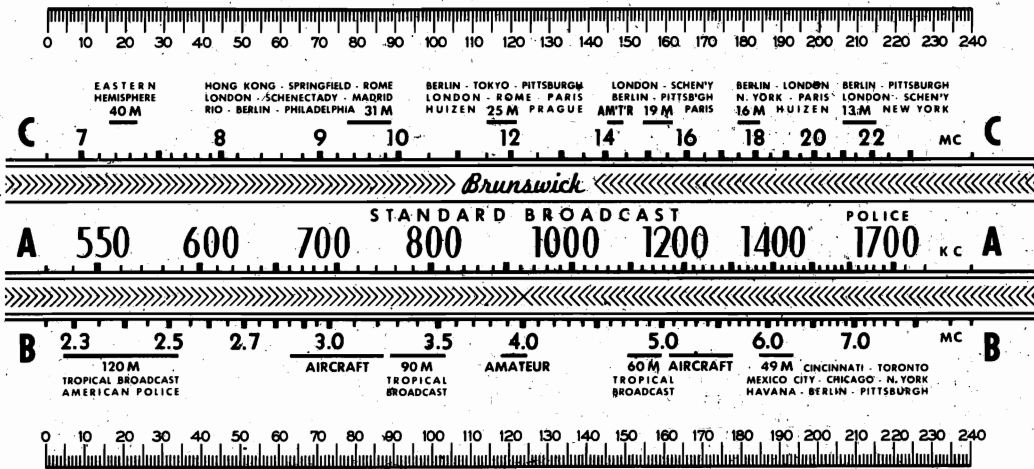 0 10 20 30 40 50 60 70 80 90 100 110 120 130 140 150 160 170 180 190 200 210 220 230 240
EASTERN HONG KONG - SPRINGFIELD - ROME BERLIN - TOKYO - PITTSBURGH LONDON - SCHEN'Y BERLIN - LONDON BERLIN - PITTSBURGH
HEMISPHERE LONDON - SCHENECTADY - MADRID LONDON - ROME - PARIS BERLIN - PITTSB'GH N. YORK - PARIS LONDON - SCHEN'Y
40 M RIO - BERLIN - PHILADELPHIA 31 M HUIZEN 25 M PRAGUE AM'T'R 19 M PARIS 16 M HUIZEN 13 M NEW YORK
C 7 8 9 10 12 14 16 18 20 22 MC C
Brunswick
STANDARD BROADCAST POLICE
A 550 600 700 800 1000 1200 1400 1700 KC A
B 2.3 2.5 2.7 3.0 3.5 4.0 5.0 6.0 7.0 MC B
120 M AIRCRAFT 90 M AMATEUR 60 M AIRCRAFT 49 M CINCINNATI - TORONTO
TROPICAL BROADCAST TROPICAL TROPICAL MEXICO CITY - CHICAGO - N. YORK
AMERICAN POLICE BROADCAST BROADCAST HAVANA - BERLIN - PITTSBURGH
0 10 20 30 40 50 60 70 80 90 100 110 120 130 140 150 160 170 180 190 200 210 220 230 240